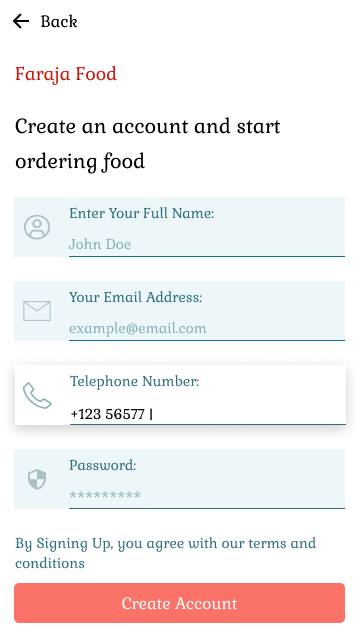 Back
Faraja Food
Create an account and start
ordering food
Enter Your Full Name:
John Doe
Your Email Address:
example@email.com
Telephone Number:
+123 56577 |
Password:
*********
By Signing Up, you agree with our terms and
conditions
Create Account